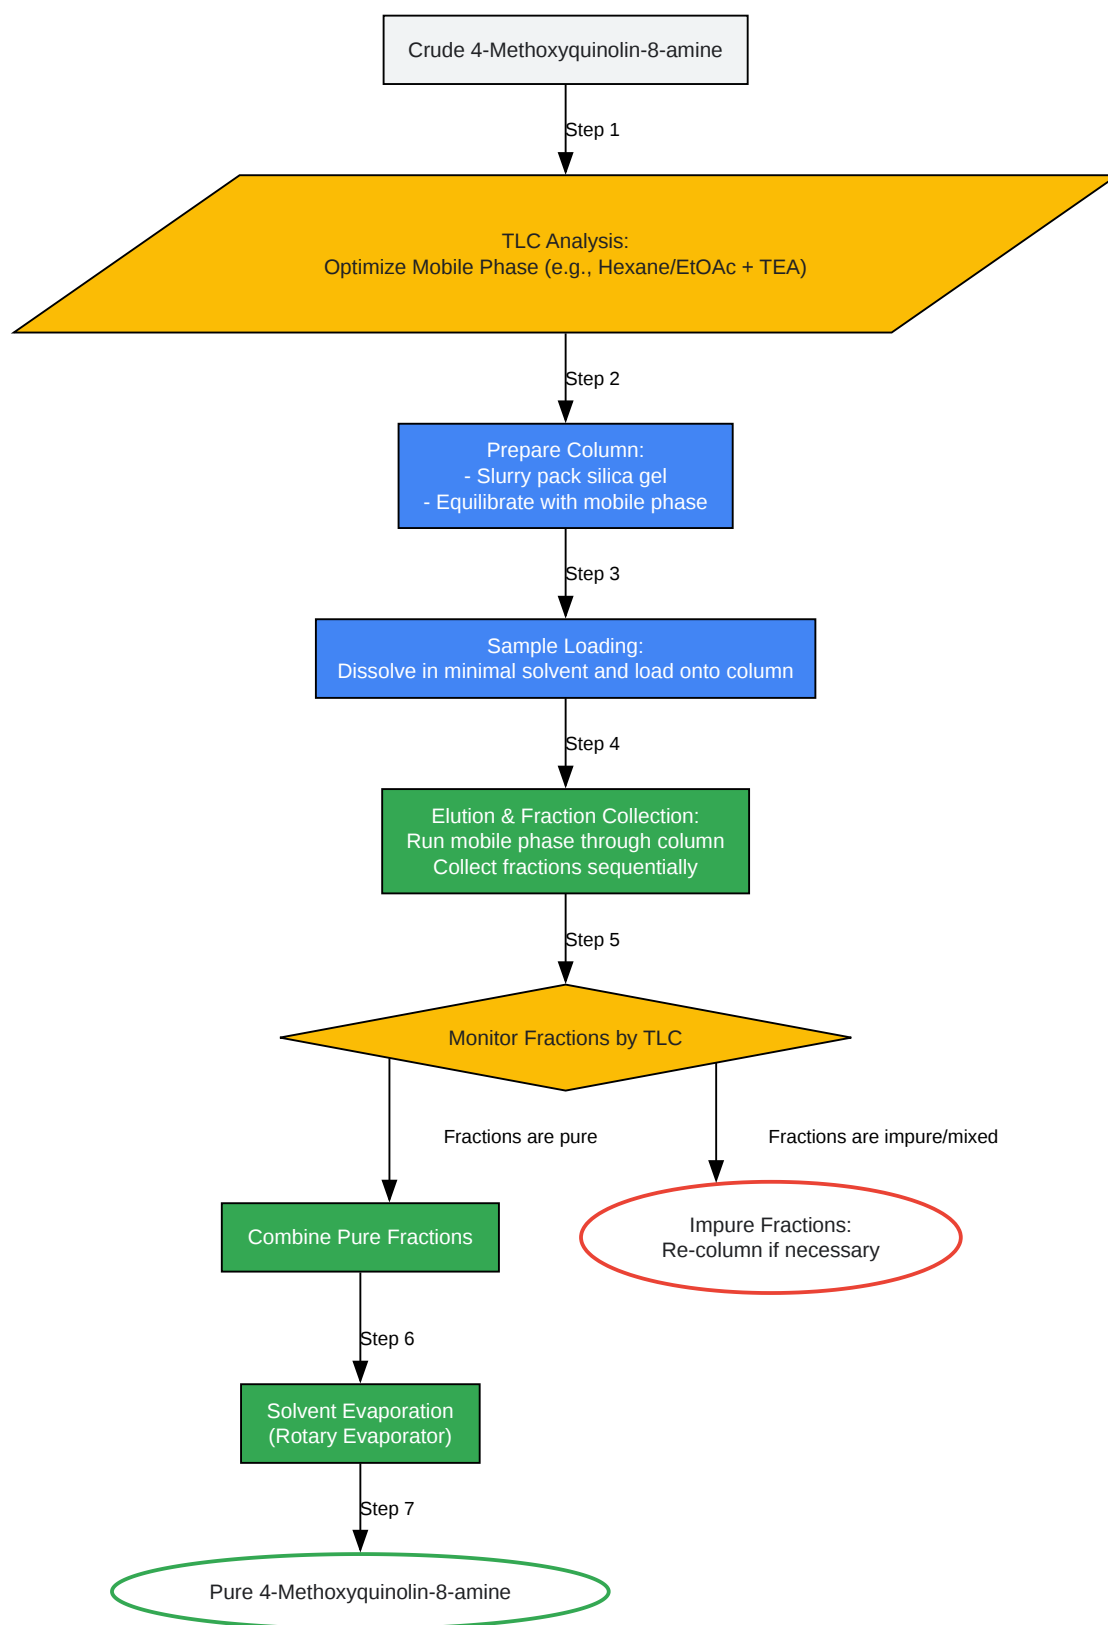 Crude 4-Methoxyquinolin-8-amine
Step 1
TLC Analysis:
Optimize Mobile Phase (e.g., Hexane/EtOAc + TEA)
Step 2
Prepare Column:
- Slurry pack silica gel
- Equilibrate with mobile phase
Step 3
Sample Loading:
Dissolve in minimal solvent and load onto column
Step 4
Elution & Fraction Collection:
Run mobile phase through column
Collect fractions sequentially
Step 5
Monitor Fractions by TLC
Fractions are pure
Fractions are impure/mixed
Combine Pure Fractions
Impure Fractions:
Re-column if necessary
Step 6
Solvent Evaporation
(Rotary Evaporator)
Step 7
Pure 4-Methoxyquinolin-8-amine